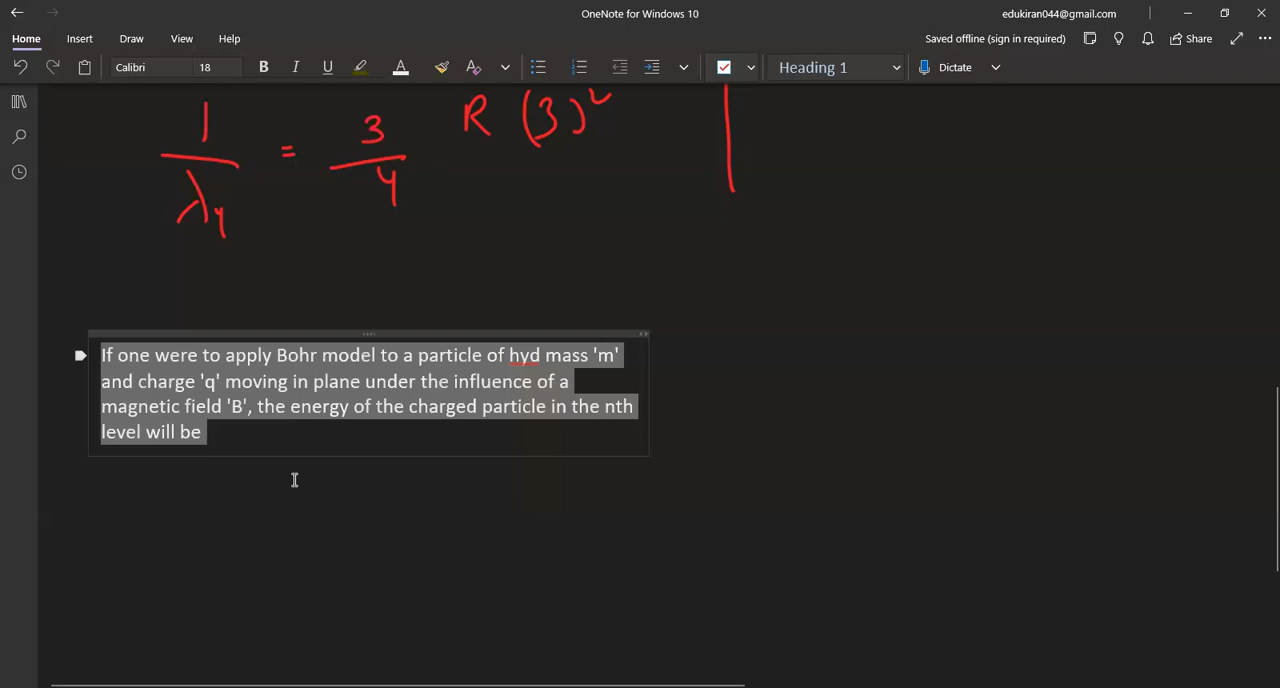 OneNote for Windows 10
edukiran044@gmail.com
Home Insert Draw View Help
Saved offline (sign in required)
Share
Calibri 18 B I U A A Heading 1 Dictate
1/λ4 = 3/4 R (3)²
If one were to apply Bohr model to a particle of hyd mass 'm'
and charge 'q' moving in plane under the influence of a
magnetic field 'B', the energy of the charged particle in the nth
level will be